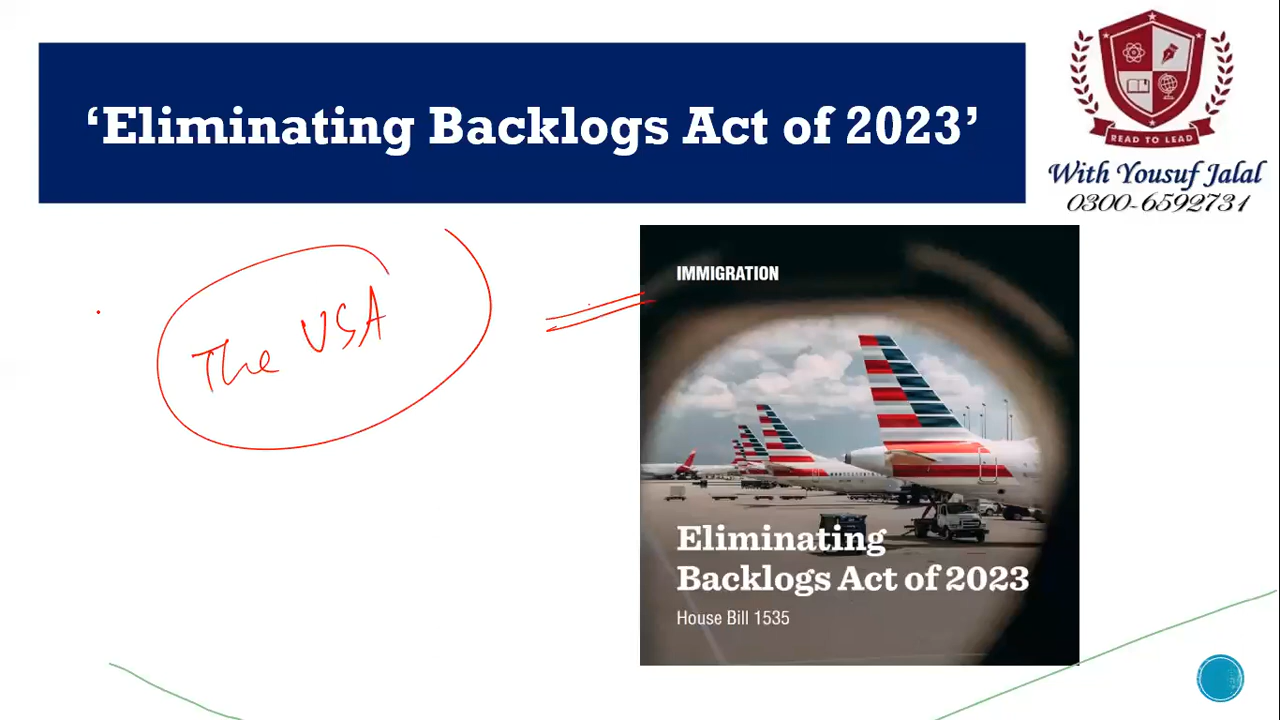 ‘Eliminating Backlogs Act of 2023’
READ TO LEAD
With Yousuf Jalal
0300-6592731
The USA
IMMIGRATION
Eliminating
Backlogs Act of 2023
House Bill 1535